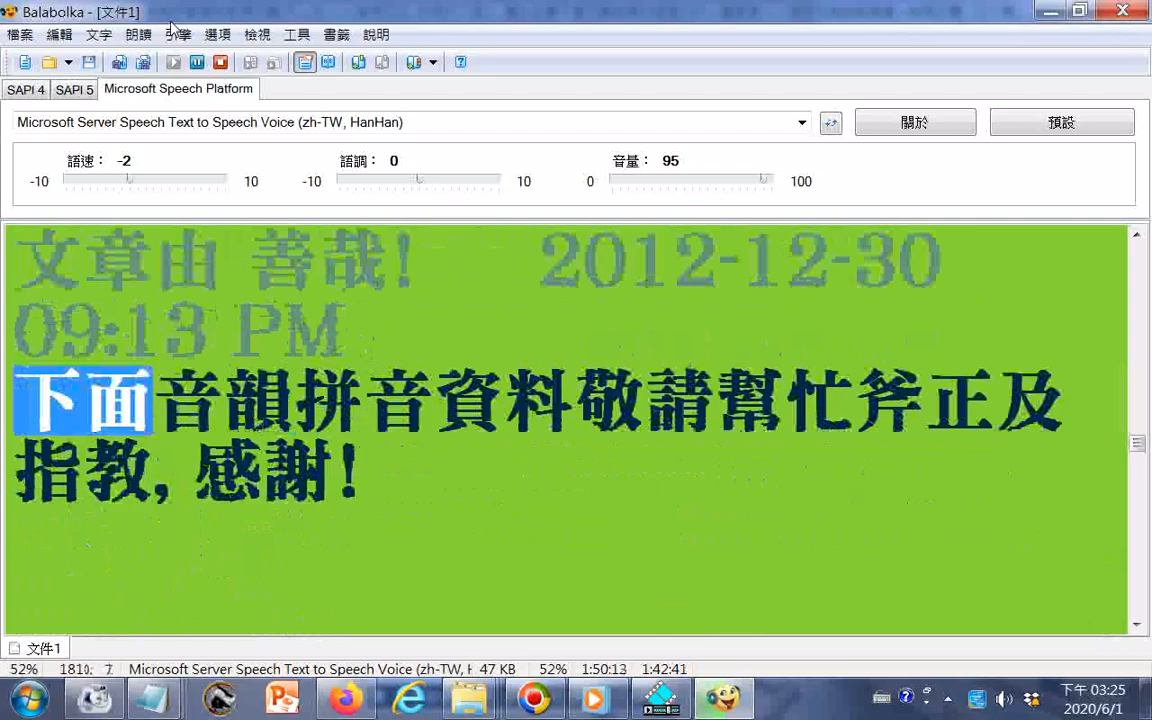 Balabolka - [文件1]
檔案 編輯 文字 朗讀 引擎 選項 檢視 工具 書籤 說明
SAPI 4 SAPI 5 Microsoft Speech Platform
Microsoft Server Speech Text to Speech Voice (zh-TW, HanHan) 關於 預設
語速： -2 語調： 0 音量： 95
-10 10 -10 10 0 100
文章由 善哉! 2012-12-30
09:13 PM
下面音韻拼音資料敬請幫忙斧正及
指教, 感謝!
文件1
52% 7 Microsoft Server Speech Text to Speech Voice (zh-TW, 47 KB 52% 1:50:13 1:42:41
下午 03:25
2020/6/1